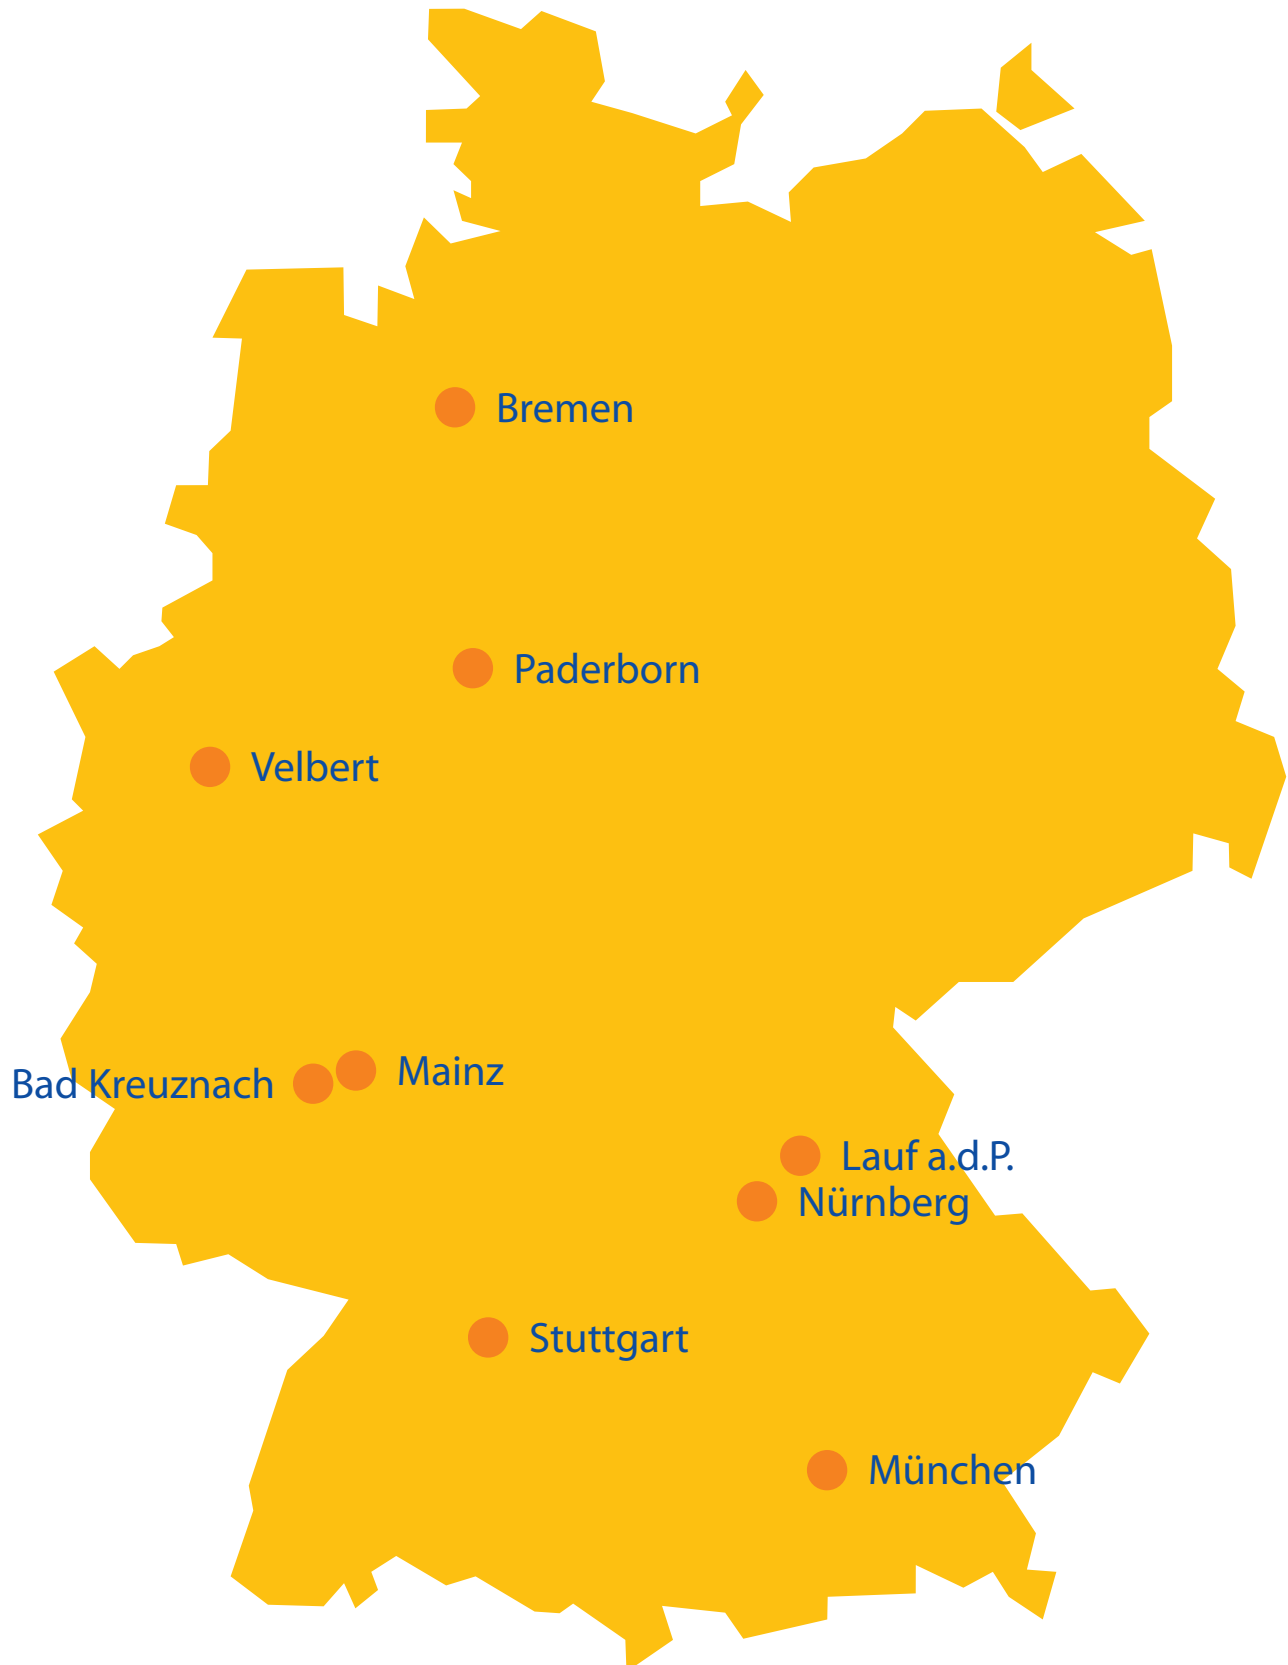 Bremen
Paderborn
Velbert
Mainz
Bad Kreuznach
Lauf a.d.P.
Nürnberg
Stuttgart
München